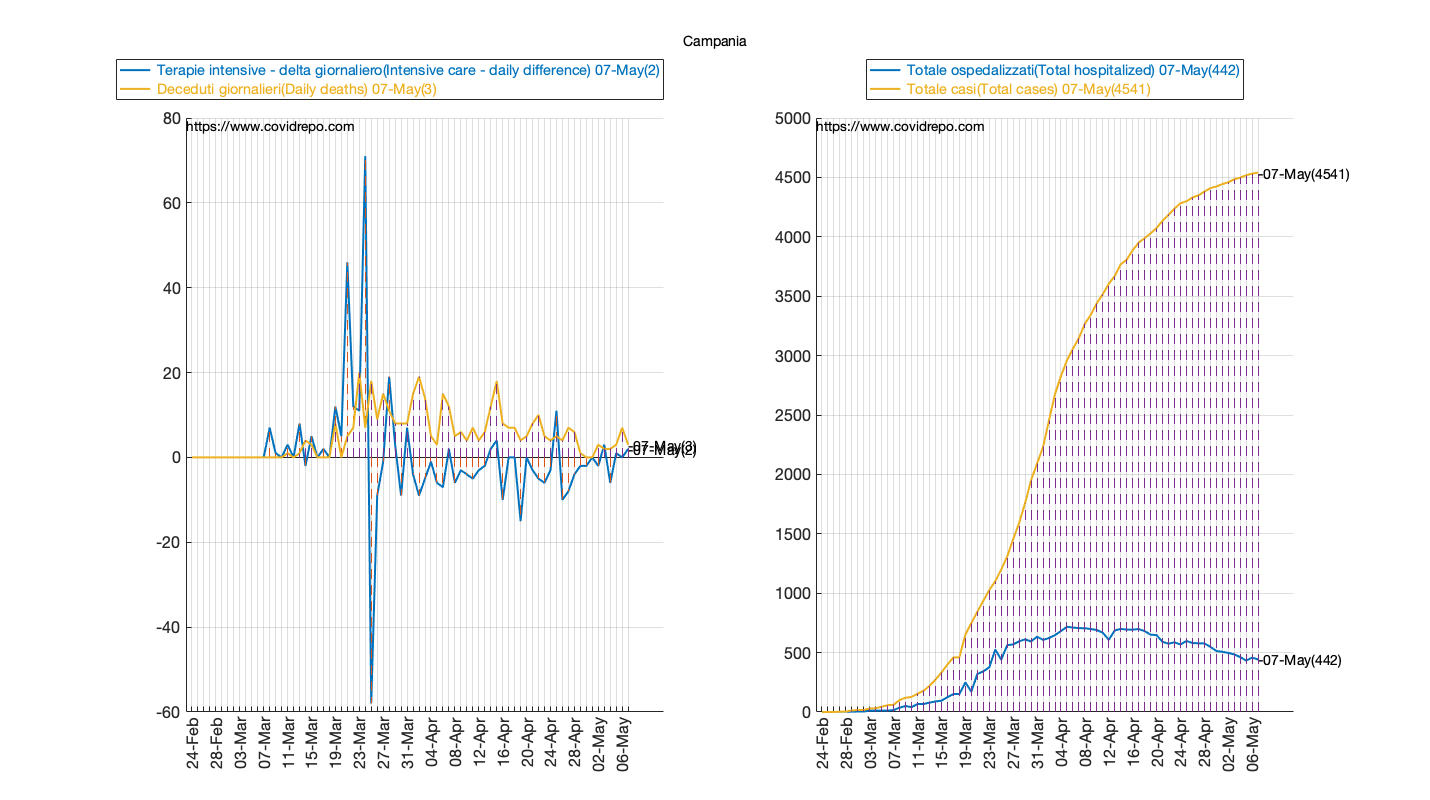 Campania
Terapie intensive - delta giornaliero(Intensive care - daily difference) 07-May(2)
Deceduti giornalieri(Daily deaths) 07-May(3)
https://www.covidrepo.com
80
60
40
20
0
-20
-40
-60
-07-May(3)
-07-May(2)
24-Feb
28-Feb
03-Mar
07-Mar
11-Mar
15-Mar
19-Mar
23-Mar
27-Mar
31-Mar
04-Apr
08-Apr
12-Apr
16-Apr
20-Apr
24-Apr
28-Apr
02-May
06-May
Totale ospedalizzati(Total hospitalized) 07-May(442)
Totale casi(Total cases) 07-May(4541)
https://www.covidrepo.com
5000
4500
4000
3500
3000
2500
2000
1500
1000
500
0
-07-May(4541)
-07-May(442)
24-Feb
28-Feb
03-Mar
07-Mar
11-Mar
15-Mar
19-Mar
23-Mar
27-Mar
31-Mar
04-Apr
08-Apr
12-Apr
16-Apr
20-Apr
24-Apr
28-Apr
02-May
06-May